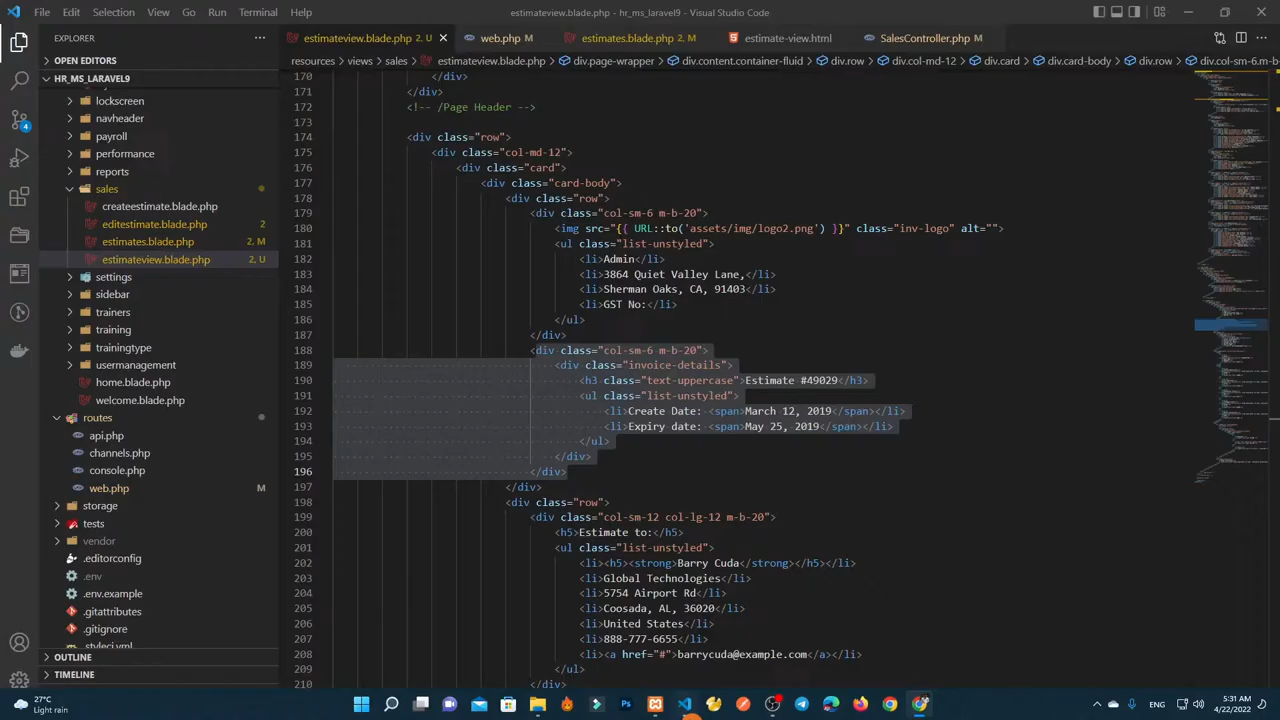 File Edit Selection View Go Run Terminal Help
estimateview.blade.php - hr_ms_laravel9 - Visual Studio Code
EXPLORER
estimateview.blade.php 2, U
web.php M
estimates.blade.php 2, M
estimate-view.html
SalesController.php M
OPEN EDITORS
resources > views > sales > estimateview.blade.php > div.page-wrapper > div.content.container-fluid > div.row > div.col-md-12 > div.card > div.card-body > div.row > div.col-sm-6.m-b-
HR_MS_LARAVEL9
lockscreen
navheader
payroll
performance
reports
sales
createestimate.blade.php
editestimate.blade.php 2
estimates.blade.php 2, M
estimateview.blade.php 2, U
settings
sidebar
trainers
training
trainingtype
usermanagement
home.blade.php
welcome.blade.php
routes
api.php
channels.php
console.php
web.php M
storage
tests
vendor
.editorconfig
.env
.env.example
.gitattributes
.gitignore
.styleci.yml
OUTLINE
TIMELINE
170 </div>
171 </div>
172 <!-- /Page Header -->
173
174 <div class="row">
175 <div class="col-md-12">
176 <div class="card">
177 <div class="card-body">
178 <div class="row">
179 <div class="col-sm-6 m-b-20">
180 <img src="{{ URL::to('assets/img/logo2.png') }}" class="inv-logo" alt="">
181 <ul class="list-unstyled">
182 <li>Admin</li>
183 <li>3864 Quiet Valley Lane,</li>
184 <li>Sherman Oaks, CA, 91403</li>
185 <li>GST No:</li>
186 </ul>
187 </div>
188 <div class="col-sm-6 m-b-20">
189 <div class="invoice-details">
190 <h3 class="text-uppercase">Estimate #49029</h3>
191 <ul class="list-unstyled">
192 <li>Create Date: <span>March 12, 2019</span></li>
193 <li>Expiry date: <span>May 25, 2019</span></li>
194 </ul>
195 </div>
196 </div>
197 </div>
198 <div class="row">
199 <div class="col-sm-12 col-lg-12 m-b-20">
200 <h5>Estimate to:</h5>
201 <ul class="list-unstyled">
202 <li><h5><strong>Barry Cuda</strong></h5></li>
203 <li>Global Technologies</li>
204 <li>5754 Airport Rd</li>
205 <li>Coosada, AL, 36020</li>
206 <li>United States</li>
207 <li>888-777-6655</li>
208 <li><a href="#">barrycuda@example.com</a></li>
209 </ul>
210 </div>
4
27°C
Light rain
ENG
5:31 AM
4/22/2022